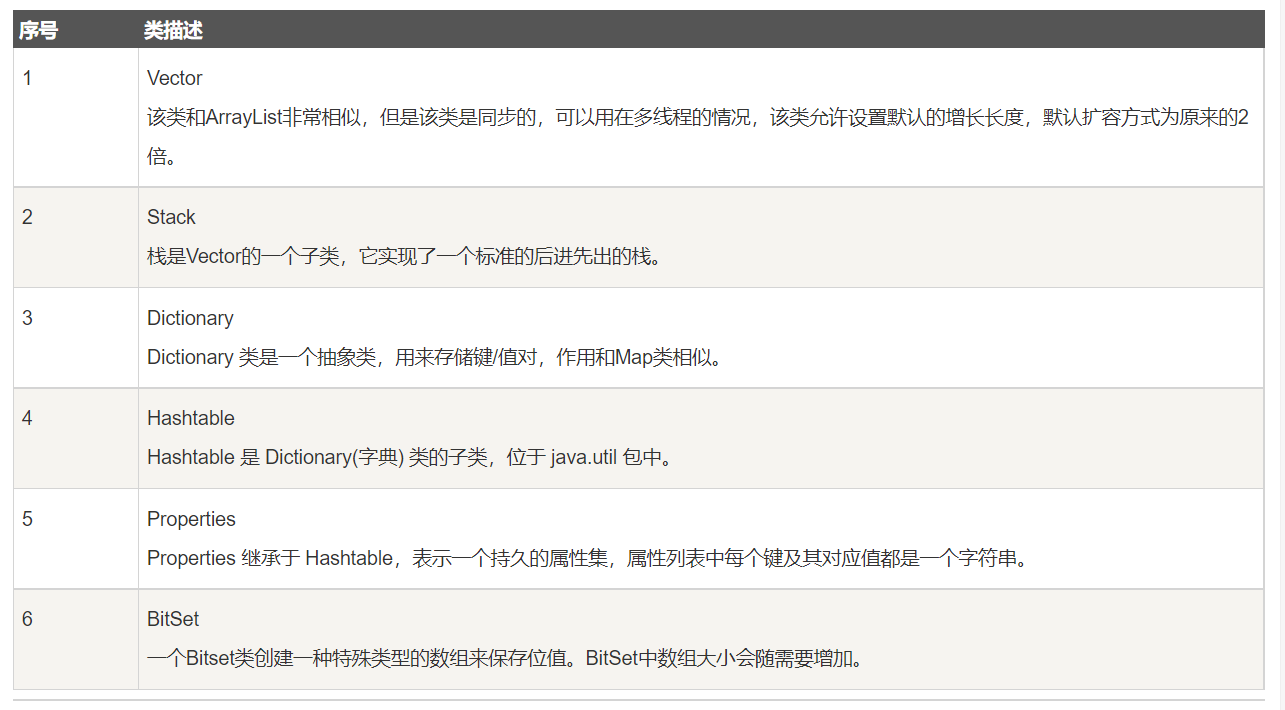 序号 类描述
1 Vector
该类和ArrayList非常相似，但是该类是同步的，可以用在多线程的情况，该类允许设置默认的增长长度，默认扩容方式为原来的2
倍。
2 Stack
栈是Vector的一个子类，它实现了一个标准的后进先出的栈。
3 Dictionary
Dictionary 类是一个抽象类，用来存储键/值对，作用和Map类相似。
4 Hashtable
Hashtable 是 Dictionary(字典) 类的子类，位于 java.util 包中。
5 Properties
Properties 继承于 Hashtable，表示一个持久的属性集，属性列表中每个键及其对应值都是一个字符串。
6 BitSet
一个Bitset类创建一种特殊类型的数组来保存位值。BitSet中数组大小会随需要增加。